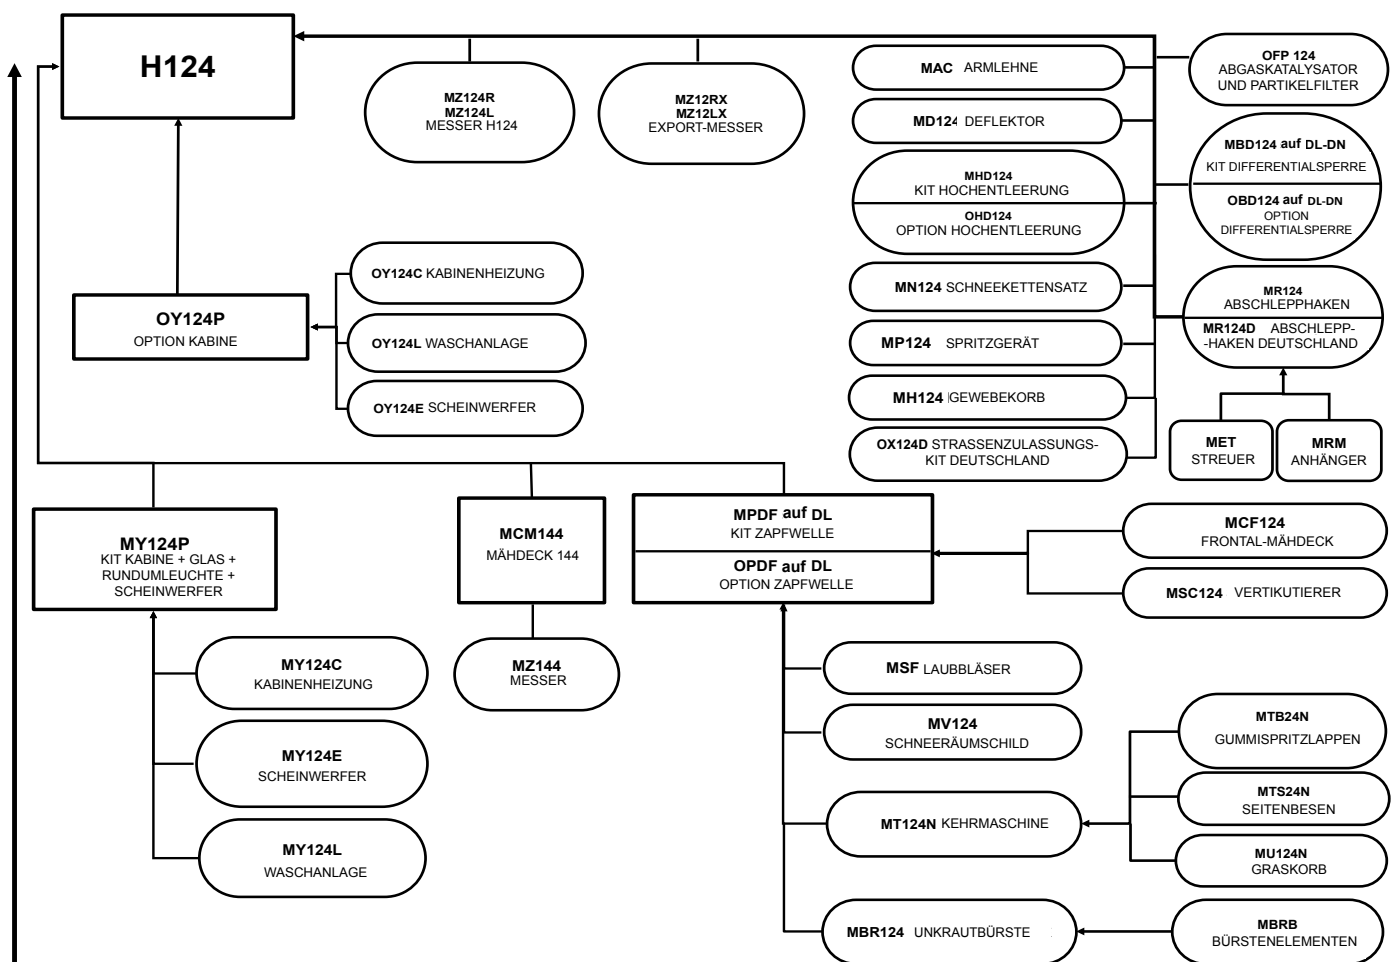 H124
MZ124R
MZ124L
MESSER H124
MZ12RX
MZ12LX
EXPORT-MESSER
MAC ARMLEHNE
MD124 DEFLEKTOR
MHD124
KIT HOCHENTLEERUNG
OHD124
OPTION HOCHENTLEERUNG
MN124 SCHNEEKETTENSATZ
MP124 SPRITZGERÄT
MH124 GEWEBEKORB
OX124D STRASSENZULASSUNGS-
KIT DEUTSCHLAND
OFP 124
ABGASKATALYSATOR
UND PARTIKELFILTER
MBD124 auf DL-DN
KIT DIFFERENTIALSPERRE
OBD124 auf DL-DN
OPTION
DIFFERENTIALSPERRE
MR124
ABSCHLEPPHAKEN
MR124D ABSCHLEPP-
-HAKEN DEUTSCHLAND
MET
STREUER
MRM
ANHÄNGER
OY124P
OPTION KABINE
OY124C KABINENHEIZUNG
OY124L WASCHANLAGE
OY124E SCHEINWERFER
MY124P
KIT KABINE + GLAS +
RUNDUMLEUCHTE +
SCHEINWERFER
MY124C
KABINENHEIZUNG
MY124E
SCHEINWERFER
MY124L
WASCHANLAGE
MCM144
MÄHDECK 144
MZ144
MESSER
MPDF auf DL
KIT ZAPFWELLE
OPDF auf DL
OPTION ZAPFWELLE
MCF124
FRONTAL-MÄHDECK
MSC124 VERTIKUTIERER
MSF LAUBBLÄSER
MV124
SCHNEERÄUMSCHILD
MT124N KEHRMASCHINE
MTB24N
GUMMISPRITZLAPPEN
MTS24N
SEITENBESEN
MU124N
GRASKORB
MBR124 UNKRAUTBÜRSTE
MBRB
BÜRSTENELEMENTEN